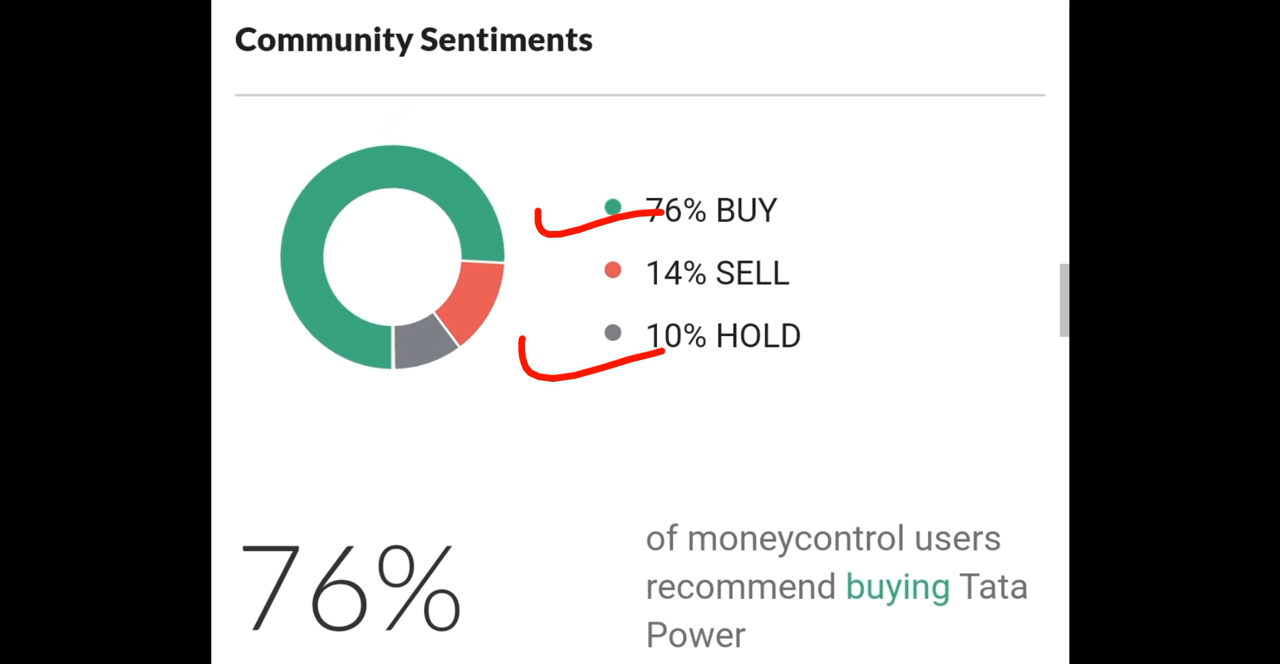 Community Sentiments
76% BUY
14% SELL
10% HOLD
76%
of moneycontrol users
recommend buying Tata
Power